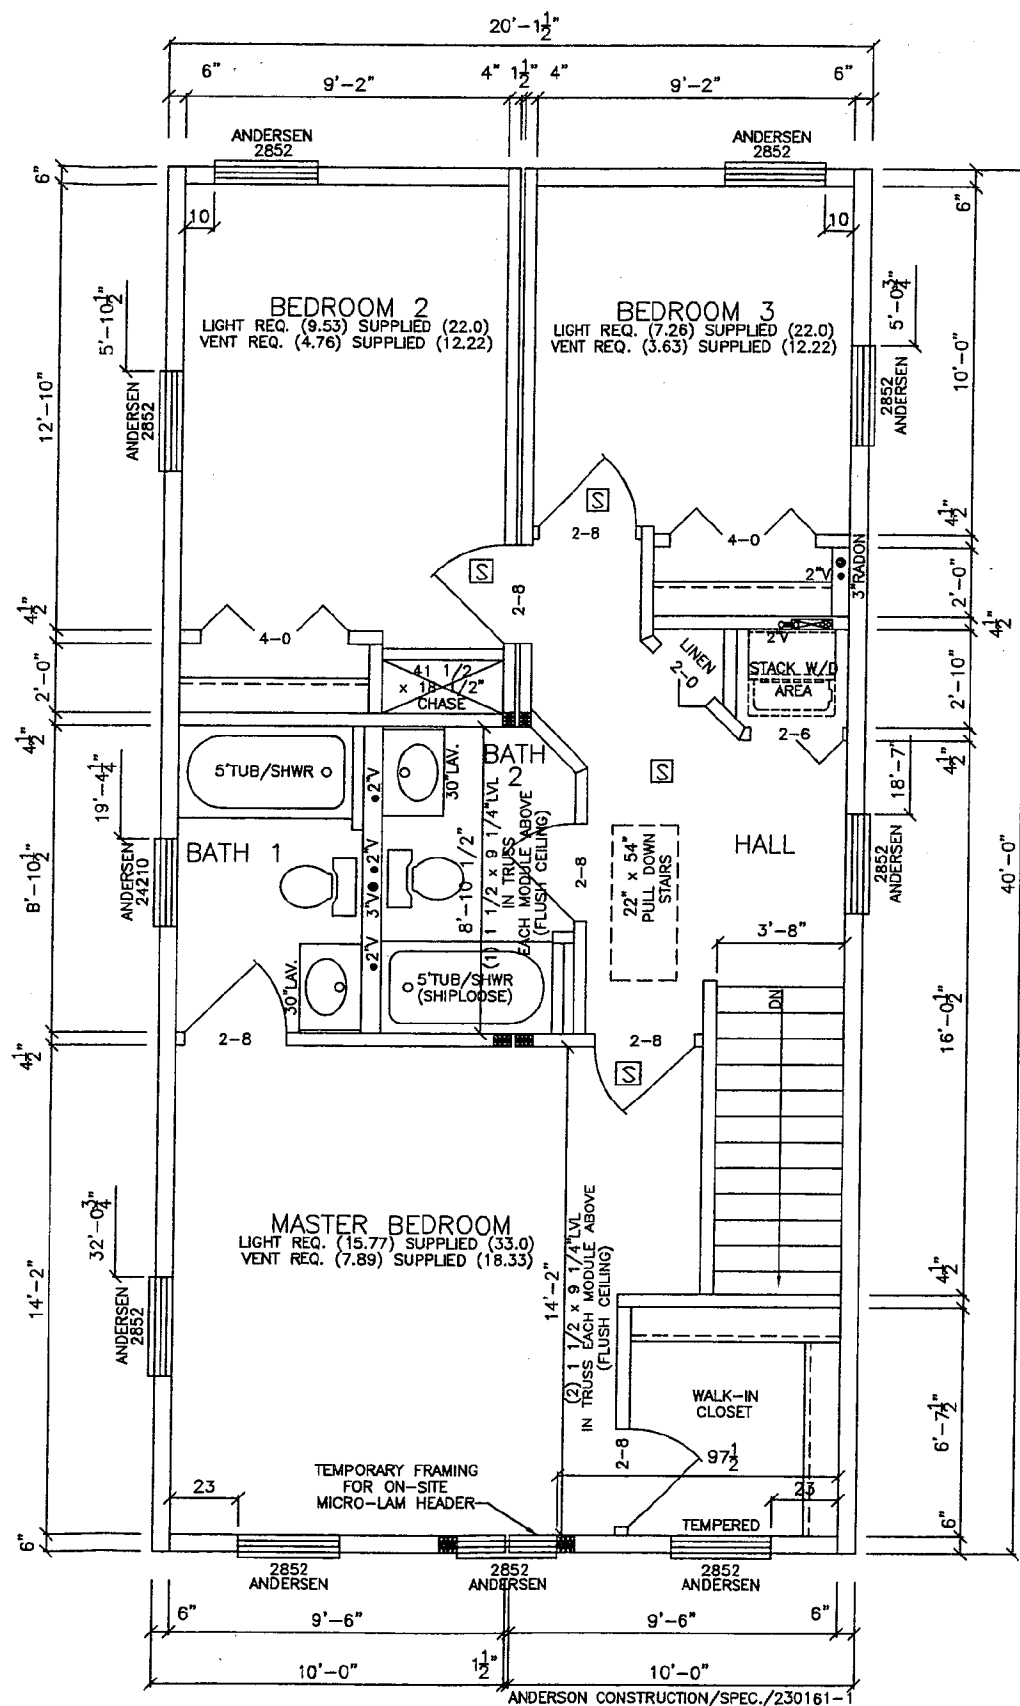 20'-1 1/2"
6"
9'-2"
4"
1 1/2"
4"
9'-2"
6"
ANDERSEN
2852
ANDERSEN
2852
6"
6"
10
10
BEDROOM 2
LIGHT REQ. (9.53) SUPPLIED (22.0)
VENT REQ. (4.76) SUPPLIED (12.22)
BEDROOM 3
LIGHT REQ. (7.26) SUPPLIED (22.0)
VENT REQ. (3.63) SUPPLIED (12.22)
5'-10 1/2"
5'-0 3/4"
12'-10"
10'-0"
ANDERSEN
2852
2852
ANDERSEN
S
2-8
4-0
4 1/2"
S
2-8
2"V
3"RADON
2'-0"
4 1/2"
4 1/2"
4-0
2"V
LINEN
2-0
STACK W/D
AREA
41 1/2"
x 18 1/2"
CHASE
2'-0"
2'-10"
4 1/2"
2-6
4 1/2"
5'TUB/SHWR
2"V
30"LAV.
BATH
2
S
18'-7"
19'-4 1/4"
BATH 1
ANDERSEN
24210
8'-10 1/2"
2"V
3"V
2"V
8'-10 1/2"
(1) 1 1/2 x 9 1/4"LVL
IN TRUSS
EACH MODULE ABOVE
(FLUSH CEILING)
2-8
22" x 54"
PULL DOWN
STAIRS
HALL
2852
ANDERSEN
40'-0"
3'-8"
30"LAV.
5'TUB/SHWR
(SHIPLOOSE)
DN
16'-0 1/2"
4 1/2"
2-8
2-8
S
MASTER BEDROOM
LIGHT REQ. (15.77) SUPPLIED (33.0)
VENT REQ. (7.89) SUPPLIED (18.33)
32'-0 3/4"
14'-2"
14'-2"
ANDERSEN
2852
(2) 1 1/2 x 9 1/4"LVL
IN TRUSS EACH MODULE ABOVE
(FLUSH CEILING)
4 1/2"
WALK-IN
CLOSET
6'-7 1/2"
2-8
97 1/2
TEMPORARY FRAMING
FOR ON-SITE
MICRO-LAM HEADER
23
23
TEMPERED
6"
6"
2852
ANDERSEN
2852
ANDERSEN
2852
ANDERSEN
6"
9'-6"
9'-6"
6"
10'-0"
1 1/2"
10'-0"
ANDERSON CONSTRUCTION/SPEC./230161-1